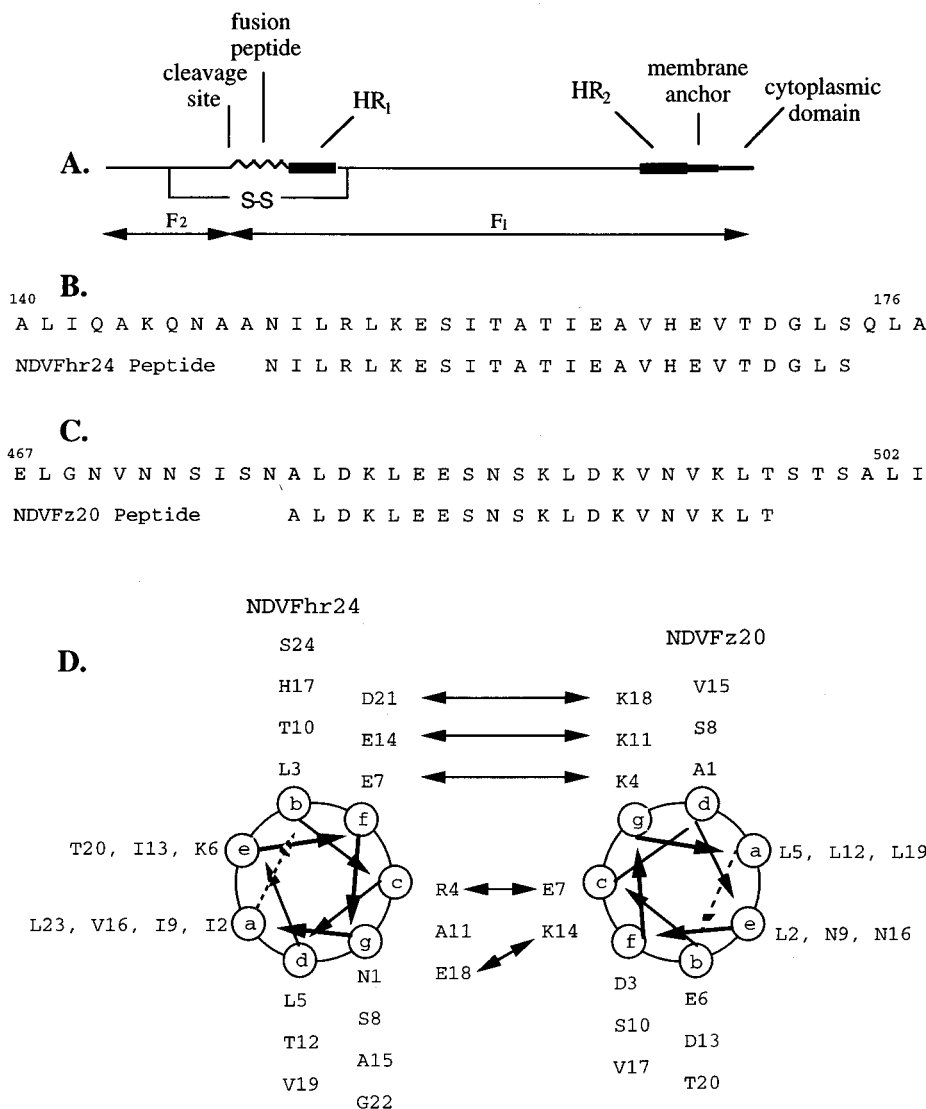 fusion
peptide
cleavage
site
HR1
HR2
membrane
anchor
cytoplasmic
domain
A.
S-S
F2
F1
B.
140
176
A L I Q A K Q N A A N I L R L K E S I T A T I E A V H E V T D G L S Q L A
NDVFhr24 Peptide N I L R L K E S I T A T I E A V H E V T D G L S
C.
467
502
E L G N V N N S I S N A L D K L E E S N S K L D K V N V K L T S T S A L I
NDVFz20 Peptide A L D K L E E S N S K L D K V N V K L T
D.
NDVFhr24
NDVFz20
S24
H17
T10
L3
D21
E14
E7
K18
K11
K4
V15
S8
A1
b
f
e
c
a
g
d
g
d
c
a
f
e
b
T20, I13, K6
L23, V16, I9, I2
R4
A11
E18
E7
K14
L5, L12, L19
L2, N9, N16
L5
T12
V19
N1
S8
A15
G22
D3
S10
V17
E6
D13
T20